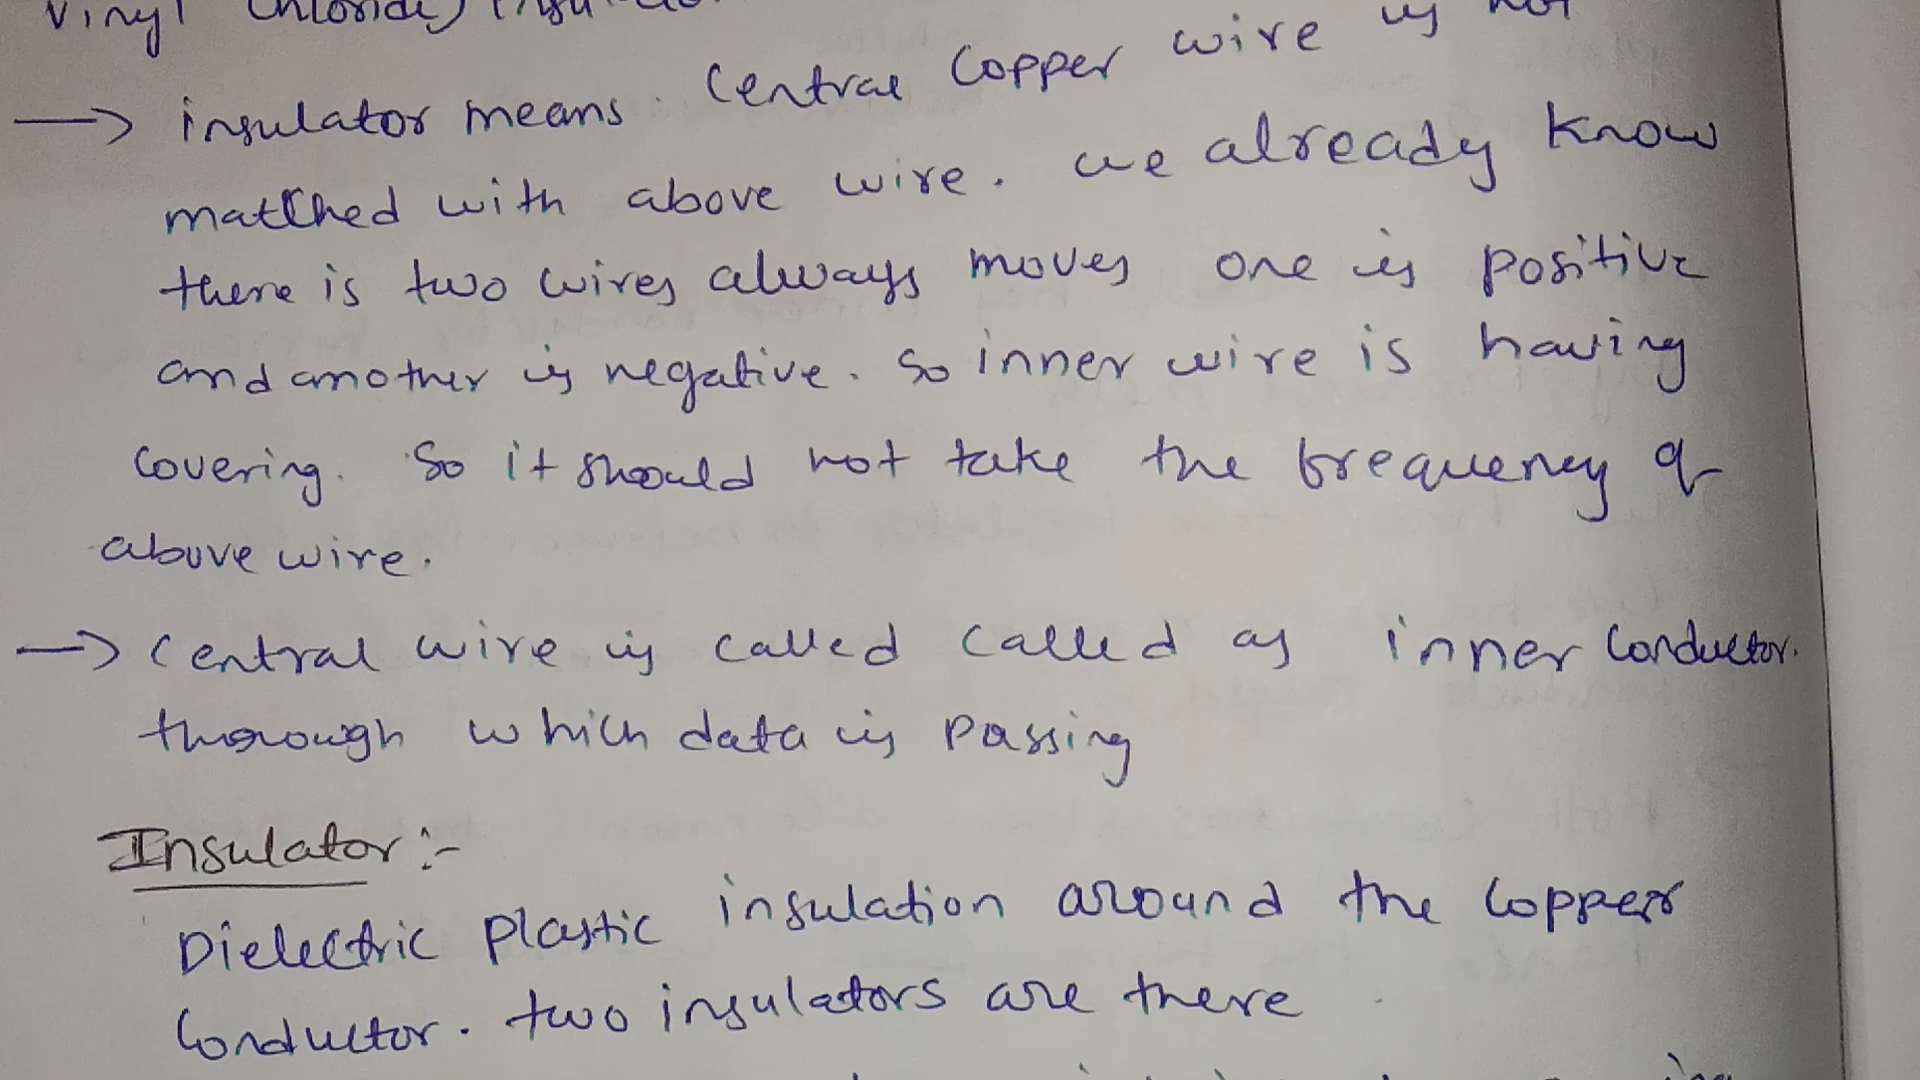 Vinyl Chloride)
→ insulator means. Central Copper wire is not
matched with above wire. we already know
there is two wires always moves one is positive
and another is negative. So inner wire is having
covering. So it should not take the frequency of
above wire.
→ Central wire is called called as inner Conductor.
thorough which data is passing
Insulator :-
Dielectric plastic insulation around the Copper
Conductor. two insulators are there